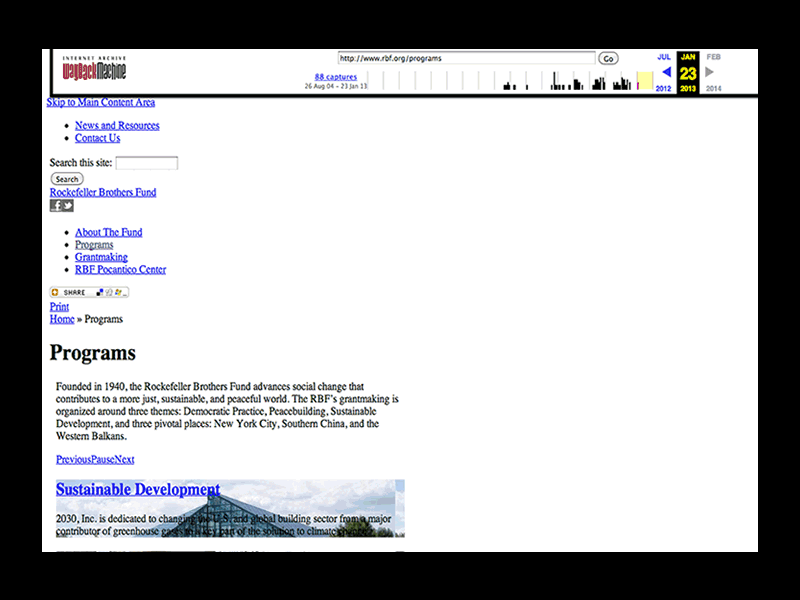 INTERNET ARCHIVE
WayBackMachine
http://www.rbf.org/programs
Go
88 captures
26 Aug 04 - 23 Jan 13
JUL JAN FEB
23
2012 2013 2014
Skip to Main Content Area
News and Resources
Contact Us
Search this site:
Search
Rockefeller Brothers Fund
About The Fund
Programs
Grantmaking
RBF Pocantico Center
SHARE
Print
Home » Programs
Programs
Founded in 1940, the Rockefeller Brothers Fund advances social change that
contributes to a more just, sustainable, and peaceful world. The RBF's grantmaking is
organized around three themes: Democratic Practice, Peacebuilding, Sustainable
Development, and three pivotal places: New York City, Southern China, and the
Western Balkans.
PreviousPauseNext
Sustainable Development
2030, Inc. is dedicated to changing the U.S. and global building sector from a major
contributor of greenhouse gases to a key part of the solution to climate